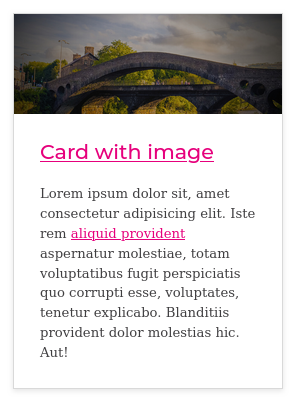 Card with image
Lorem ipsum dolor sit, amet
consectetur adipisicing elit. Iste
rem aliquid provident
aspernatur molestiae, totam
voluptatibus fugit perspiciatis
quo corrupti esse, voluptates,
tenetur explicabo. Blanditiis
provident dolor molestias hic.
Aut!